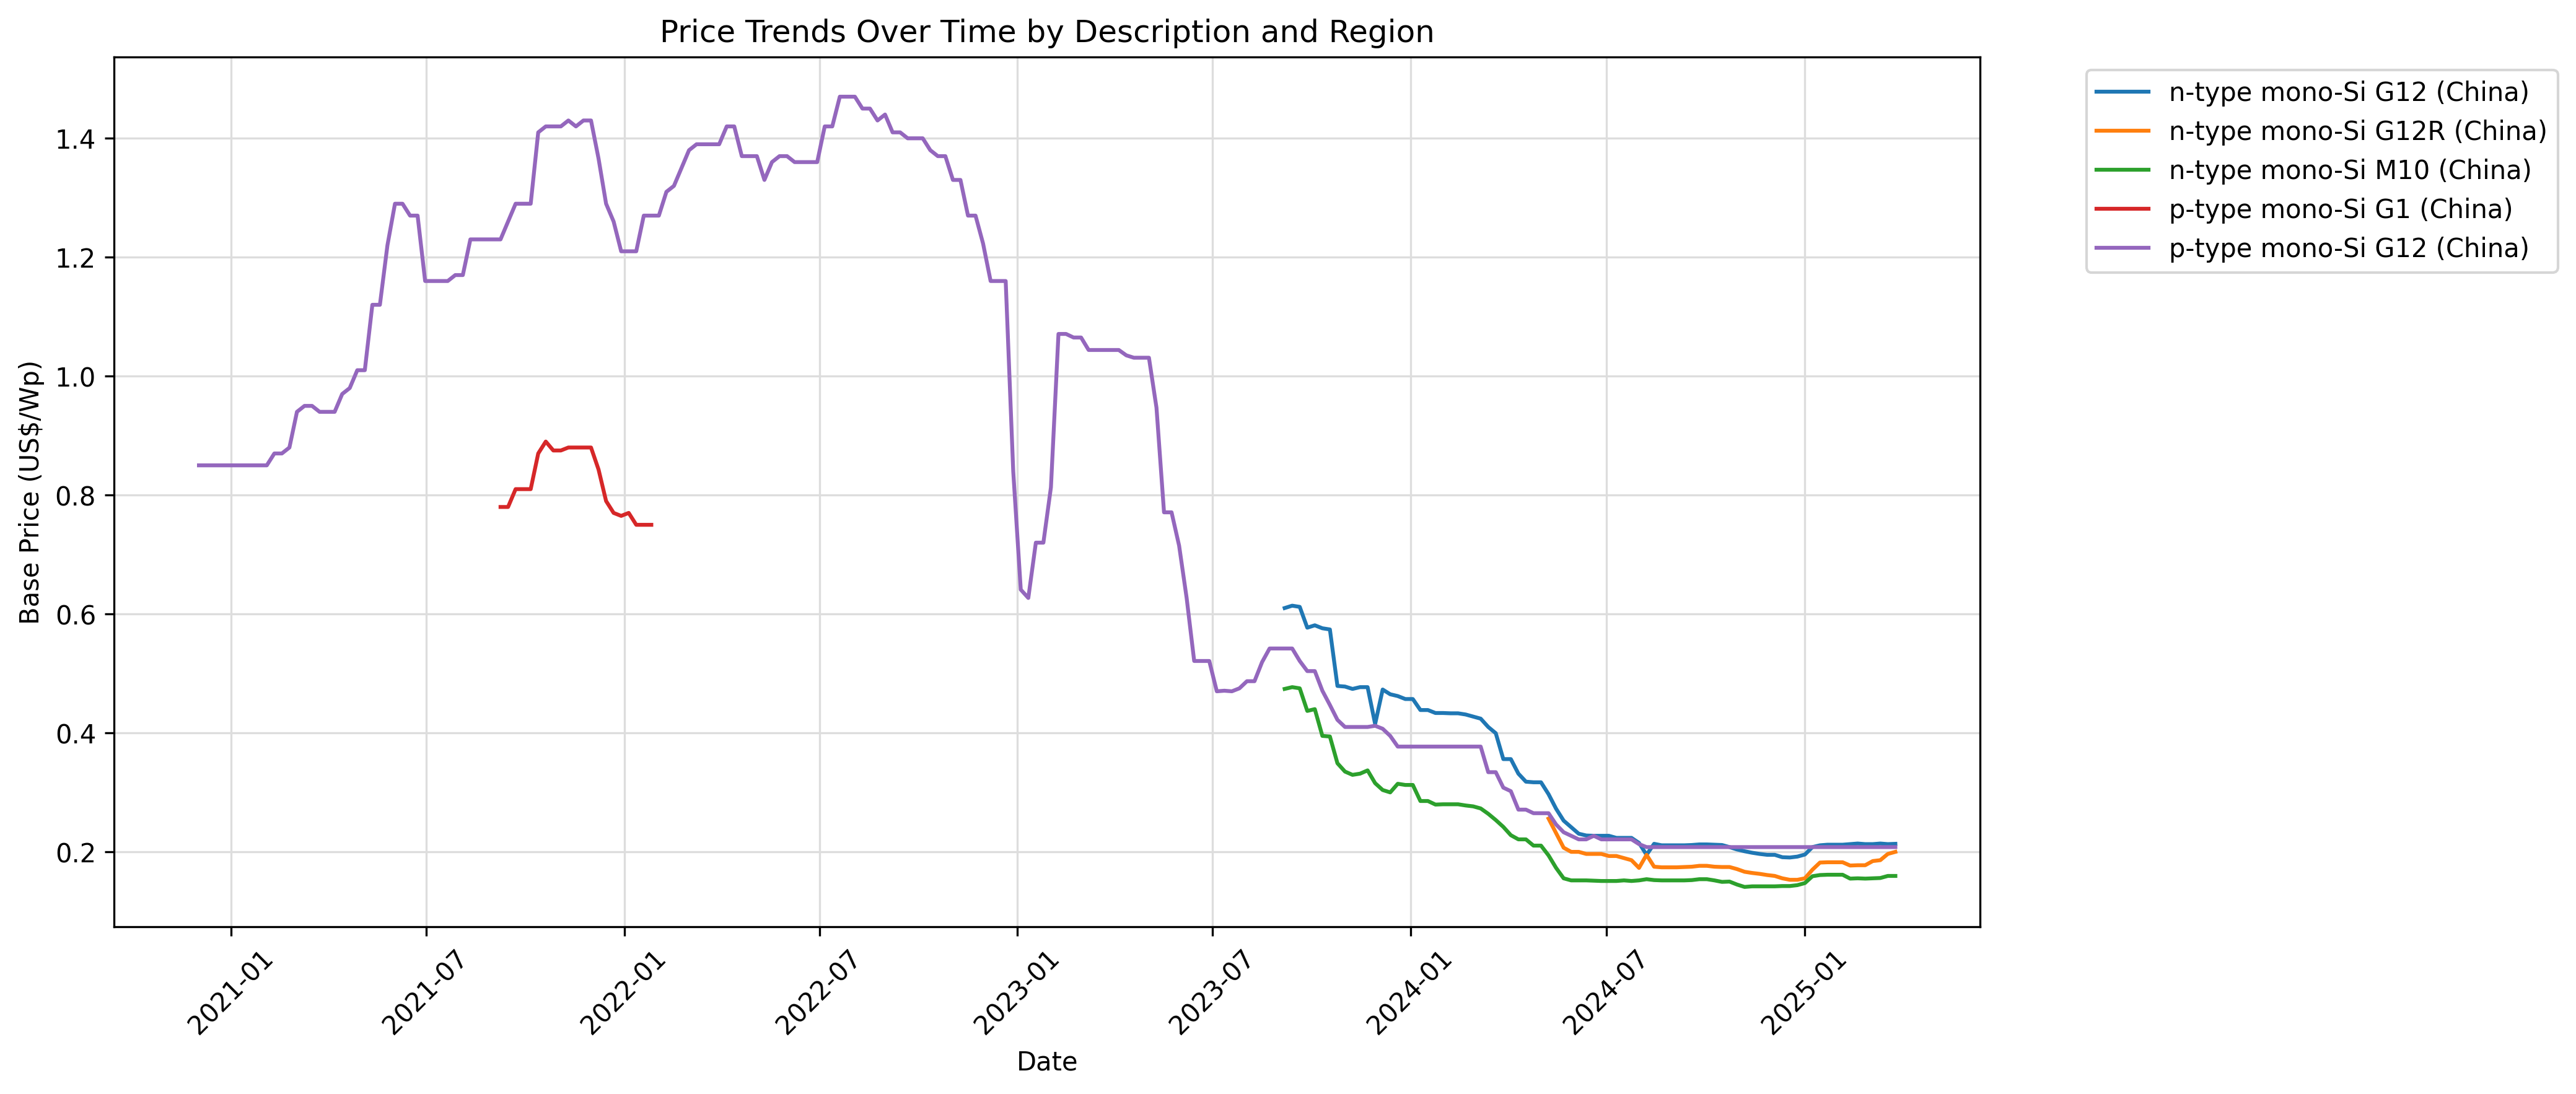 Price Trends Over Time by Description and Region
n-type mono-Si G12 (China)
n-type mono-Si G12R (China)
n-type mono-Si M10 (China)
p-type mono-Si G1 (China)
p-type mono-Si G12 (China)
Base Price (US$/Wp)
1.4
1.2
1.0
0.8
0.6
0.4
0.2
2021-01
2021-07
2022-01
2022-07
2023-01
2023-07
2024-01
2024-07
2025-01
Date